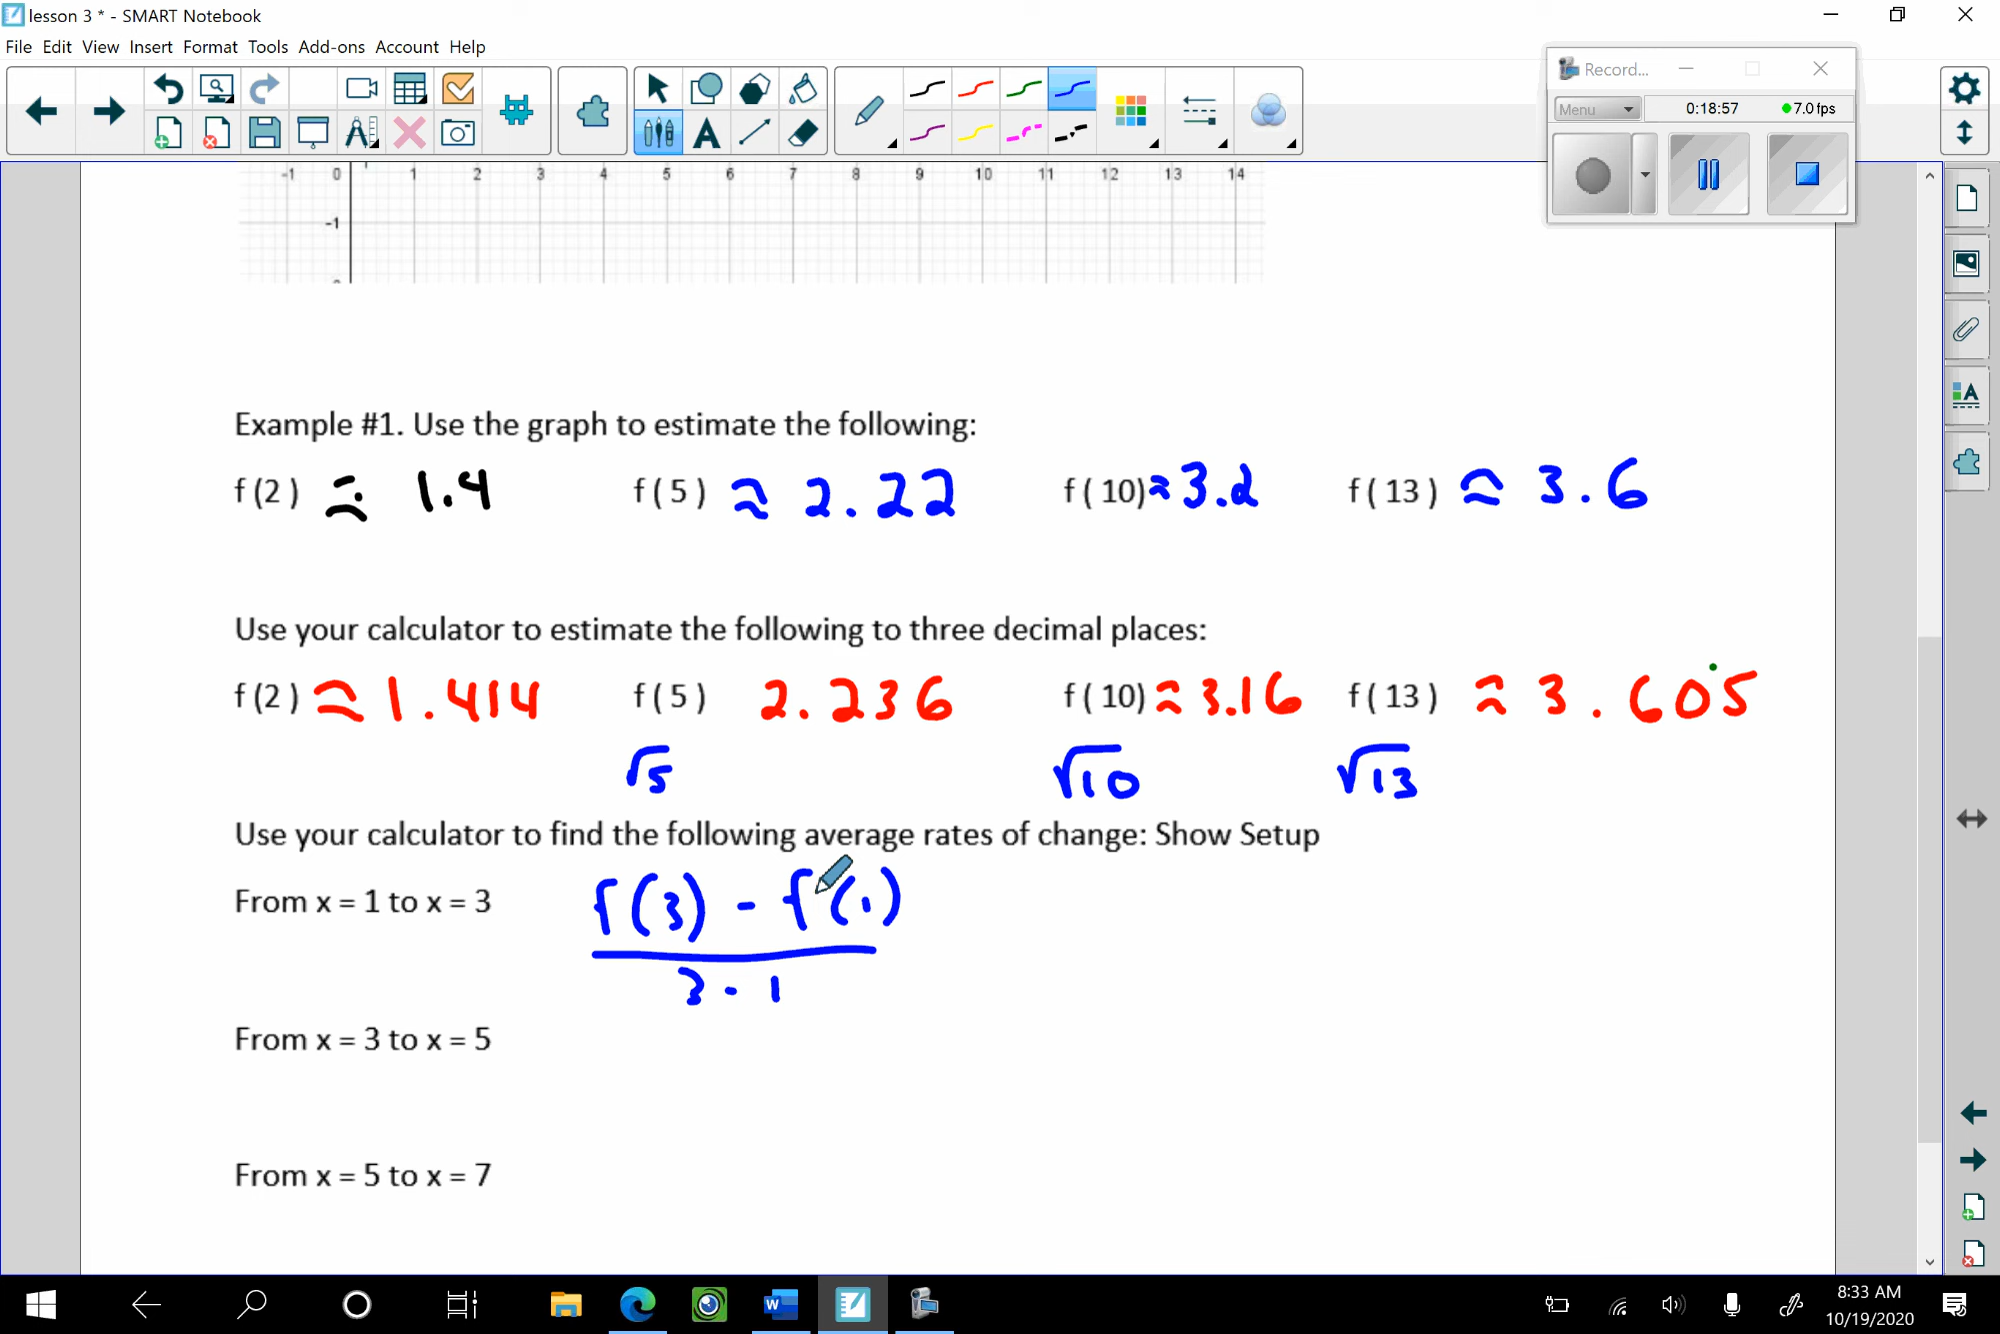 lesson 3 * - SMART Notebook
File Edit View Insert Format Tools Add-ons Account Help
Record...
Menu 0:18:57 7.0 fps
-1 0 1 2 3 4 5 6 7 8 9 10 11 12 13 14
-1
Example #1. Use the graph to estimate the following:
f (2 ) ≈ 1.4 f ( 5 ) ≈ 2.22 f ( 10) ≈ 3.2 f ( 13 ) ≈ 3.6
Use your calculator to estimate the following to three decimal places:
f (2 ) ≈ 1.414 f ( 5 ) 2.236 f ( 10) ≈ 3.16 f ( 13 ) ≈ 3.605
√5 √10 √13
Use your calculator to find the following average rates of change: Show Setup
From x = 1 to x = 3 f(3) - f(1)
3 - 1
From x = 3 to x = 5
From x = 5 to x = 7
8:33 AM
10/19/2020